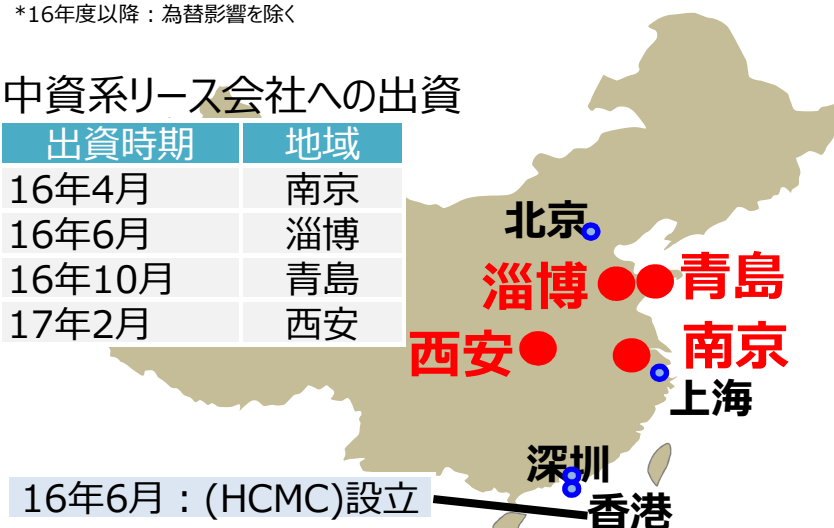 *16年度以降：為替影響を除く
中資系リース会社への出資
出資時期 地域
16年4月 南京
16年6月 淄博
16年10月 青島
17年2月 西安
北京
淄博 青島
西安 南京
上海
深圳
16年6月：(HCMC)設立
香港